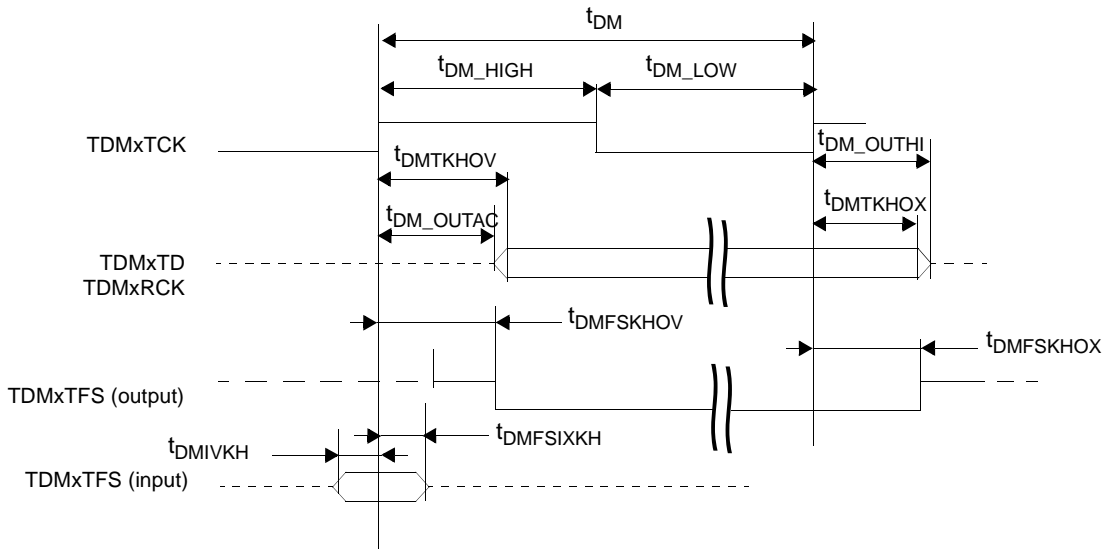 tDM
tDM_HIGH
tDM_LOW
TDMxTCK
tDM_OUTHI
tDMTKHOV
tDMTKHOX
tDM_OUTAC
TDMxTD
TDMxRCK
tDMFSKHOV
tDMFSKHOX
TDMxTFS (output)
tDMFSIXKH
tDMIVKH
TDMxTFS (input)